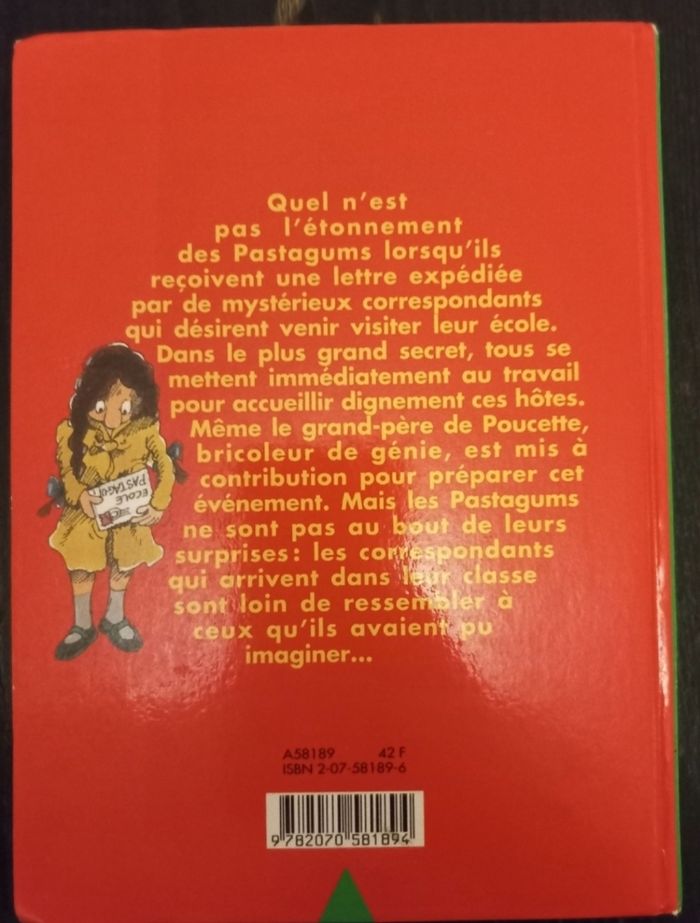 Quel n'est
pas l'étonnement
des Pastagums lorsqu'ils
reçoivent une lettre expédiée
par de mystérieux correspondants
qui désirent venir visiter leur école.
Dans le plus grand secret, tous se
mettent immédiatement au travail
pour accueillir dignement ces hôtes.
Même le grand-père de Poucette,
bricoleur de génie, est mis à
contribution pour préparer cet
événement. Mais les Pastagums
ne sont pas au bout de leurs
surprises : les correspondants
qui arrivent dans leur classe
sont loin de ressembler à
ceux qu'ils avaient pu
imaginer...
ECOLE
PASTAGUM
A58189 42 F
ISBN 2-07-58189-6
9 782070 581894